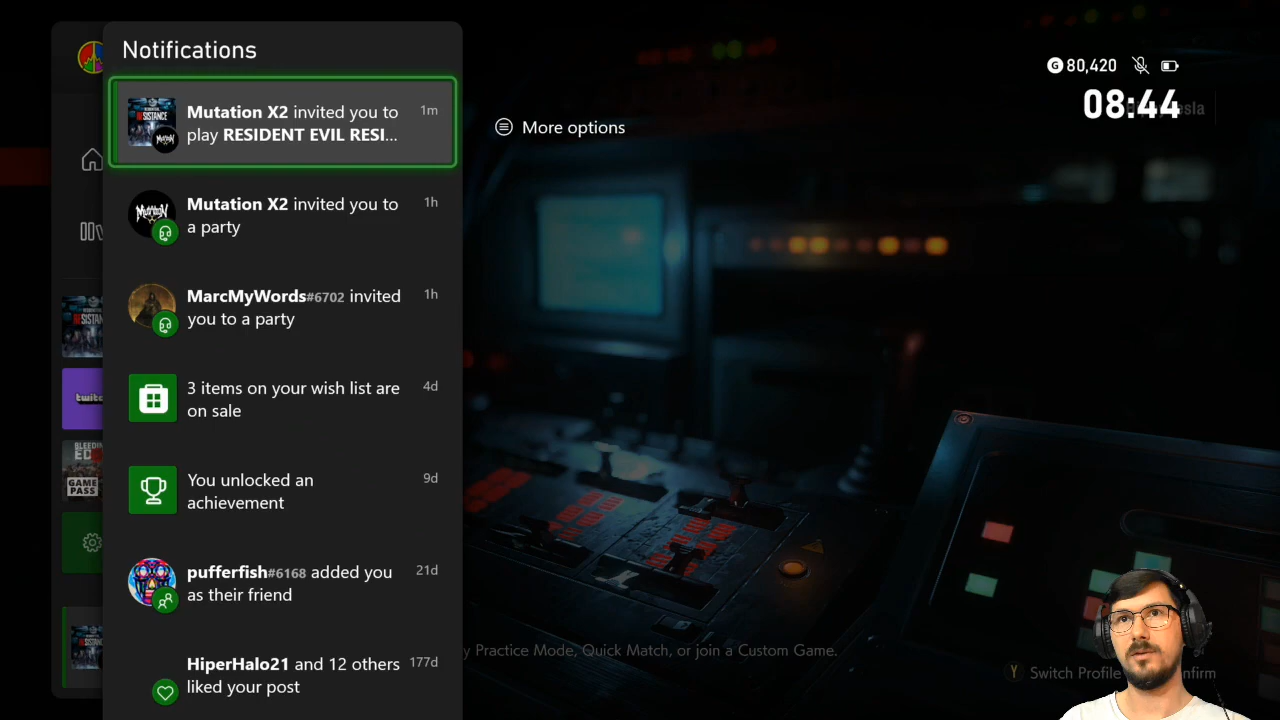 Notifications
Mutation X2 invited you to
play RESIDENT EVIL RESI...
1m
Mutation X2 invited you to
a party
1h
MarcMyWords#6702 invited
you to a party
1h
3 items on your wish list are
on sale
4d
You unlocked an
achievement
9d
pufferfish#6168 added you
as their friend
21d
HiperHalo21 and 12 others
liked your post
177d
More options
G 80,420
08:44
BLEEDING
GAME
PASS
y Practice Mode, Quick Match, or join a Custom Game.
Y Switch Profile